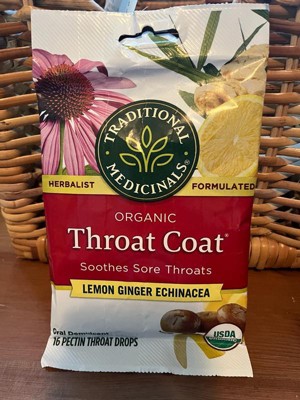 TRADITIONAL
MEDICINALS®
HERBALIST
FORMULATED
ORGANIC
Throat Coat®
Soothes Sore Throats
LEMON GINGER ECHINACEA
Oral Demulcent
16 PECTIN THROAT DROPS
USDA
ORGANIC